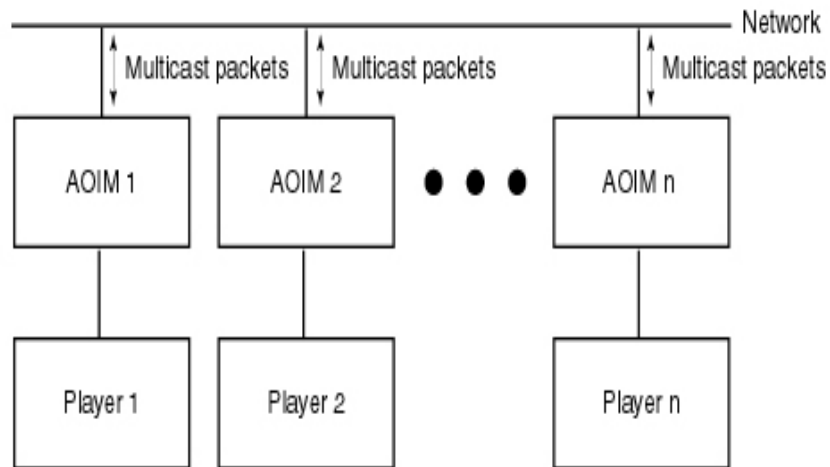 Network
Multicast packets
Multicast packets
Multicast packets
AOIM 1
AOIM 2
AOIM n
Player 1
Player 2
Player n